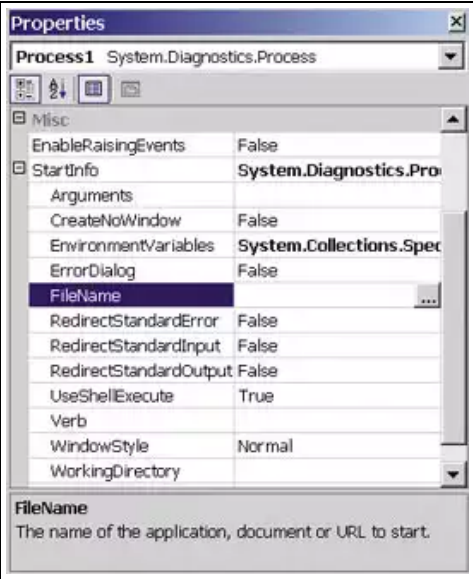 Properties
Process1 System.Diagnostics.Process
Misc
EnableRaisingEvents False
StartInfo System.Diagnostics.Pro
Arguments
CreateNoWindow False
EnvironmentVariables System.Collections.Spec
ErrorDialog False
FileName ...
RedirectStandardError False
RedirectStandardInput False
RedirectStandardOutput False
UseShellExecute True
Verb
WindowStyle Normal
WorkingDirectory
FileName
The name of the application, document or URL to start.